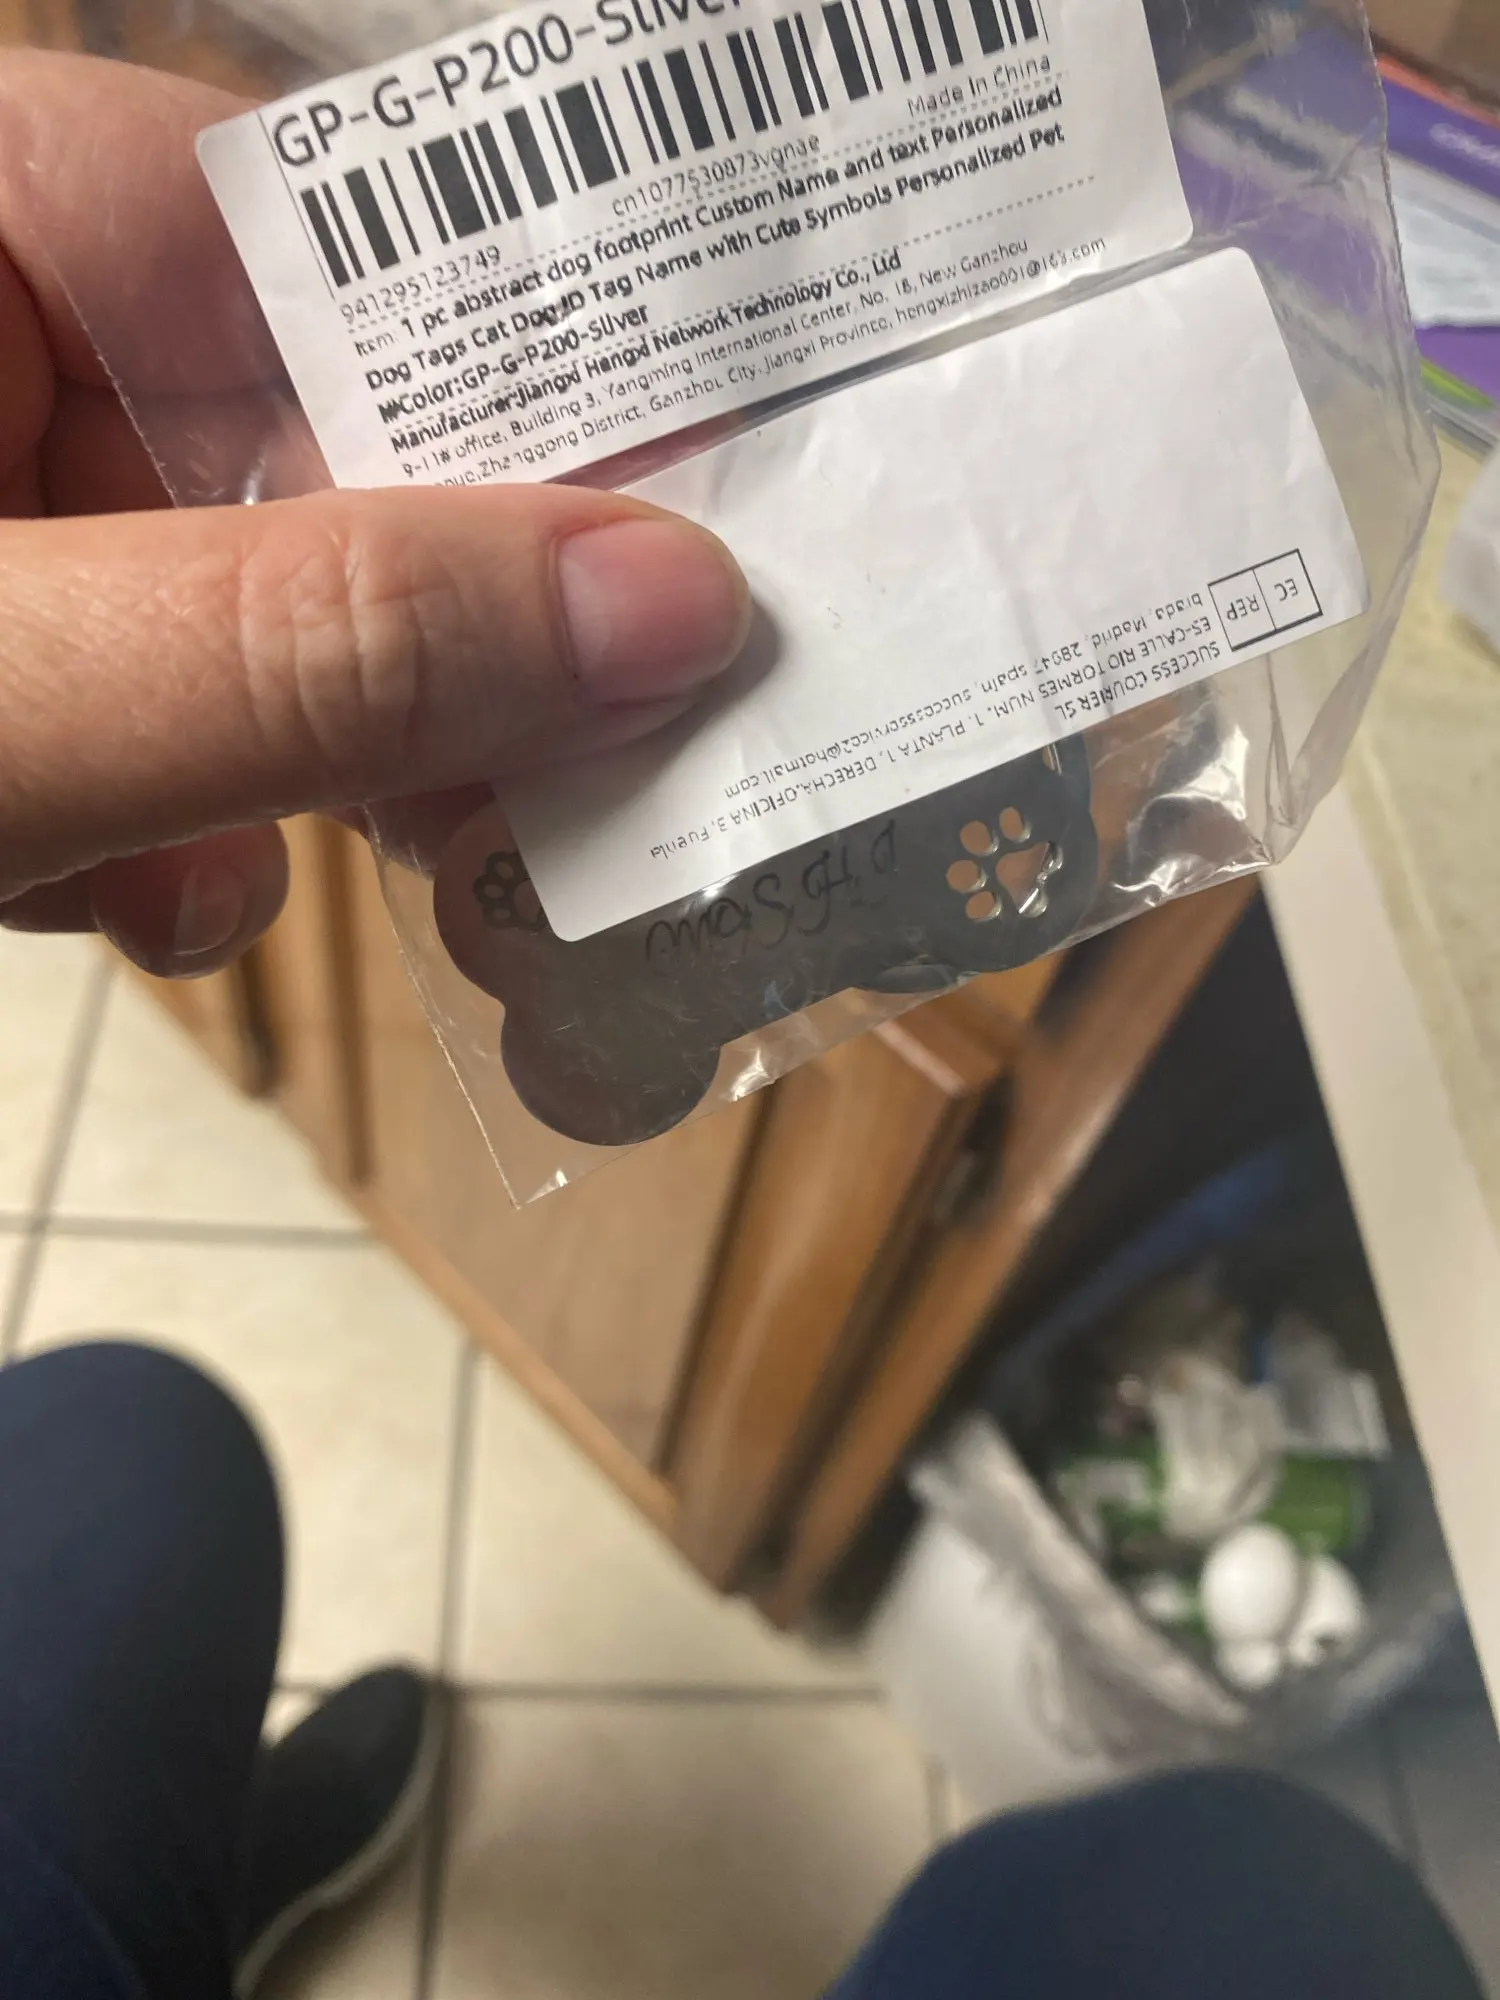 GP-G-P200-Sliver
Made In China
cn1077530873vgnae
941295123749
Item: 1 pc abstract dog footprint Custom Name and text Personalized
Dog Tags Cat Dog ID Tag Name with Cute Symbols Personalized Pet
Color:GP-G-P200-Sliver
Manufacturer:Jiangxi Hengxi Network Technology Co., Ltd
9-11# office, Building 3, Yangming International Center, No. 18, New Ganzhou
Zhanggong District, Ganzhou City, Jiangxi Province, hengxizhizao001@163.com
EC REP
SUCCESS COURIER SL
ES-CALLE RIO TORMES NUM. 1, PLANTA 1, DERECHA,OFICINA 3, Fuenla
brada, Madrid, 28947 spain, successservice2@hotmail.com